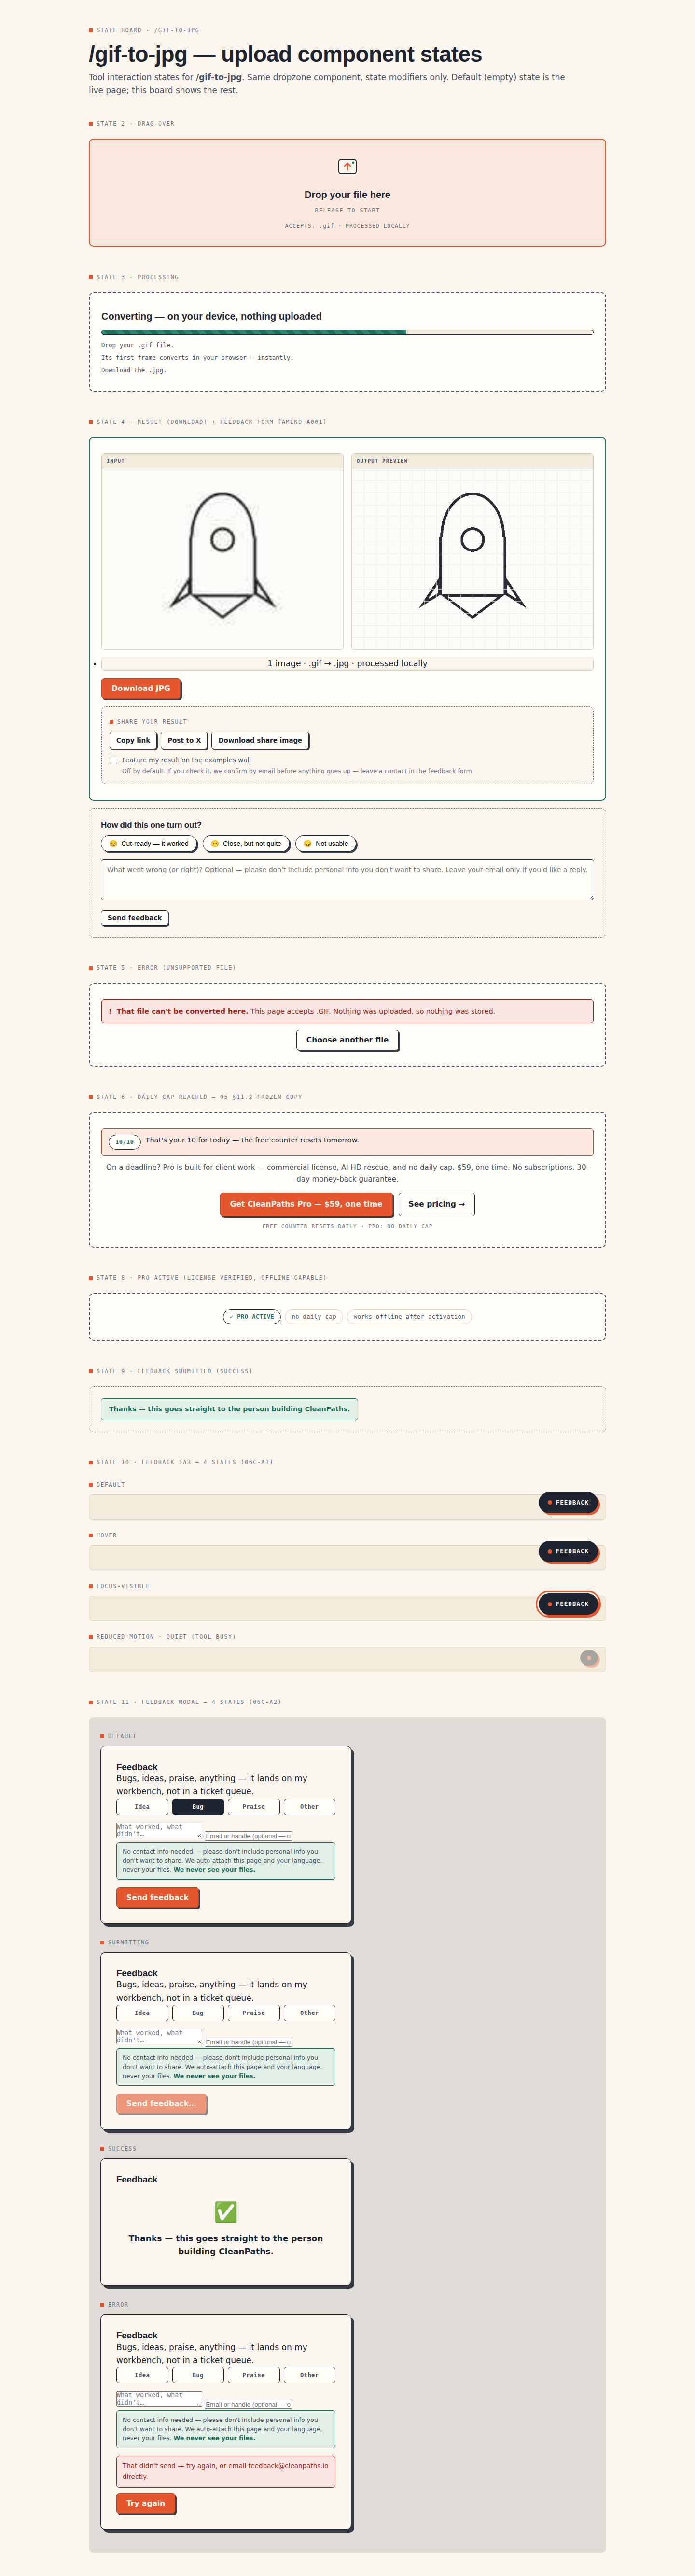 STATE BOARD · /GIF-TO-JPG
/gif-to-jpg — upload component states
Tool interaction states for /gif-to-jpg. Same dropzone component, state modifiers only. Default (empty) state is the
live page; this board shows the rest.
STATE 2 · DRAG-OVER
Drop your file here
RELEASE TO START
ACCEPTS: .gif · PROCESSED LOCALLY
STATE 3 · PROCESSING
Converting — on your device, nothing uploaded
Drop your .gif file.
Its first frame converts in your browser — instantly.
Download the .jpg.
STATE 4 · RESULT (DOWNLOAD) + FEEDBACK FORM [AMEND A001]
INPUT
OUTPUT PREVIEW
1 image · .gif → .jpg · processed locally
Download JPG
SHARE YOUR RESULT
Copy link
Post to X
Download share image
Feature my result on the examples wall
Off by default. If you check it, we confirm by email before anything goes up — leave a contact in the feedback form.
How did this one turn out?
Cut-ready — it worked
Close, but not quite
Not usable
What went wrong (or right)? Optional — please don't include personal info you don't want to share. Leave your email only if you'd like a reply.
Send feedback
STATE 5 · ERROR (UNSUPPORTED FILE)
! That file can't be converted here. This page accepts .GIF. Nothing was uploaded, so nothing was stored.
Choose another file
STATE 6 · DAILY CAP REACHED — 05 §11.2 FROZEN COPY
10/10 That's your 10 for today — the free counter resets tomorrow.
On a deadline? Pro is built for client work — commercial license, AI HD rescue, and no daily cap. $59, one time. No subscriptions. 30-
day money-back guarantee.
Get CleanPaths Pro — $59, one time
See pricing →
FREE COUNTER RESETS DAILY · PRO: NO DAILY CAP
STATE 8 · PRO ACTIVE (LICENSE VERIFIED, OFFLINE-CAPABLE)
✓ PRO ACTIVE
no daily cap
works offline after activation
STATE 9 · FEEDBACK SUBMITTED (SUCCESS)
Thanks — this goes straight to the person building CleanPaths.
STATE 10 · FEEDBACK FAB — 4 STATES (06C-A1)
DEFAULT
FEEDBACK
HOVER
FEEDBACK
FOCUS-VISIBLE
FEEDBACK
REDUCED-MOTION · QUIET (TOOL BUSY)
STATE 11 · FEEDBACK MODAL — 4 STATES (06C-A2)
DEFAULT
Feedback
Bugs, ideas, praise, anything — it lands on my
workbench, not in a ticket queue.
Idea
Bug
Praise
Other
What worked, what
didn't…
Email or handle (optional — o
No contact info needed — please don't include personal info you
don't want to share. We auto-attach this page and your language,
never your files. We never see your files.
Send feedback
SUBMITTING
Feedback
Bugs, ideas, praise, anything — it lands on my
workbench, not in a ticket queue.
Idea
Bug
Praise
Other
What worked, what
didn't…
Email or handle (optional — o
No contact info needed — please don't include personal info you
don't want to share. We auto-attach this page and your language,
never your files. We never see your files.
Send feedback…
SUCCESS
Feedback
Thanks — this goes straight to the person
building CleanPaths.
ERROR
Feedback
Bugs, ideas, praise, anything — it lands on my
workbench, not in a ticket queue.
Idea
Bug
Praise
Other
What worked, what
didn't…
Email or handle (optional — o
No contact info needed — please don't include personal info you
don't want to share. We auto-attach this page and your language,
never your files. We never see your files.
That didn't send — try again, or email feedback@cleanpaths.io
directly.
Try again